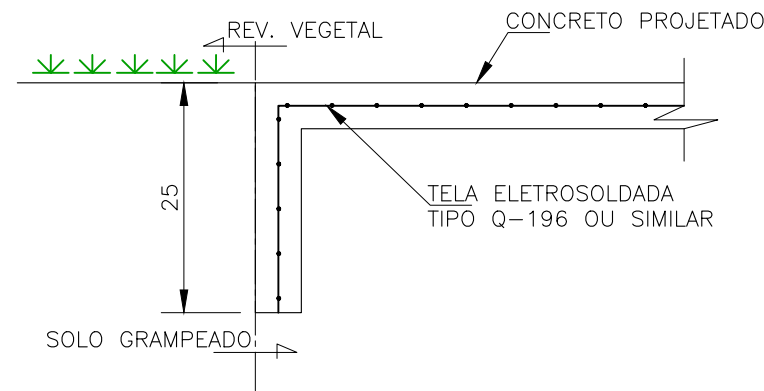 REV. VEGETAL
CONCRETO PROJETADO
25
TELA ELETROSOLDADA
TIPO Q-196 OU SIMILAR
SOLO GRAMPEADO